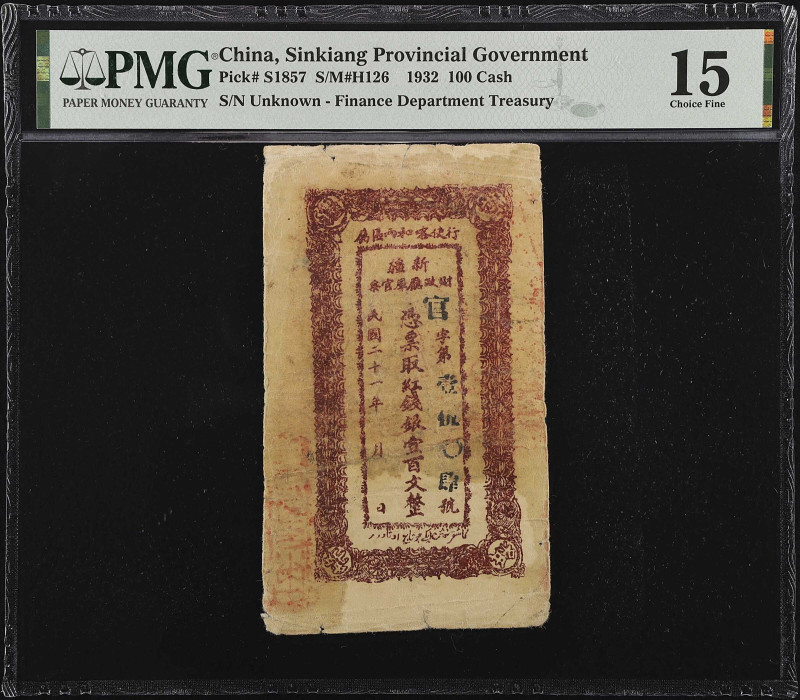 PMG® China, Sinkiang Provincial Government
Pick# S1857 S/M#H126 1932 100 Cash
PAPER MONEY GUARANTY S/N Unknown - Finance Department Treasury
15
Choice Fine
行使喀和兩區為
新疆
財政廳庫官票
官字第壹伍〇肆號
憑票取紅錢銀壹百文整
民國二十一年 月 日